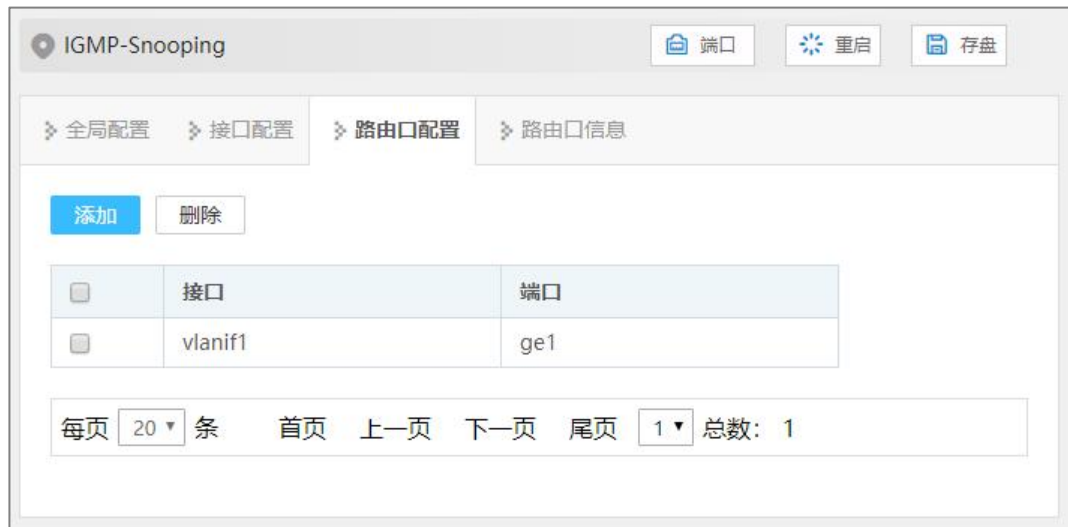 IGMP-Snooping 端口 重启 存盘
全局配置 接口配置 路由口配置 路由口信息
添加 删除
接口 端口
vlanif1 ge1
每页 20 条 首页 上一页 下一页 尾页 1 总数： 1